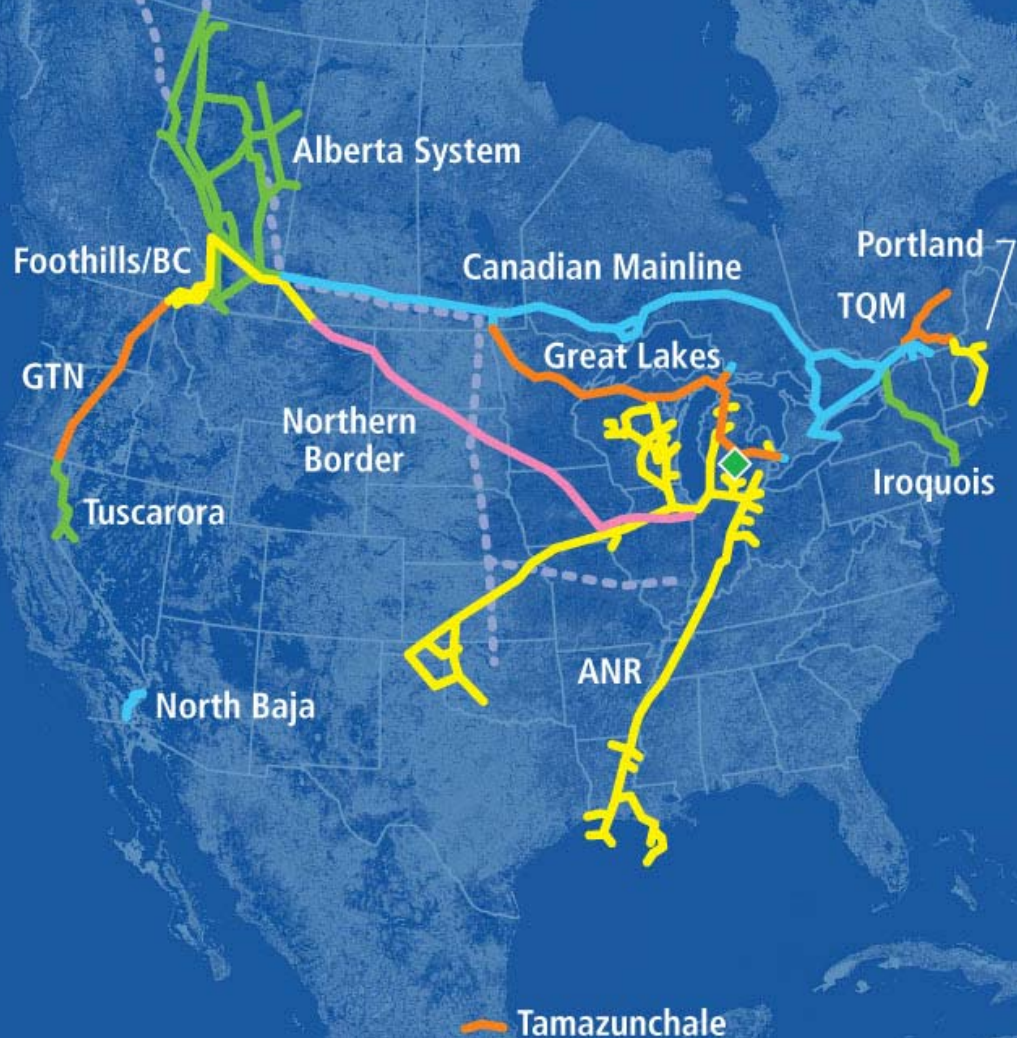 Alberta System
Portland
Foothills/BC
Canadian Mainline
TQM
Great Lakes
GTN
Northern
Border
Iroquois
Tuscarora
ANR
North Baja
Tamazunchale